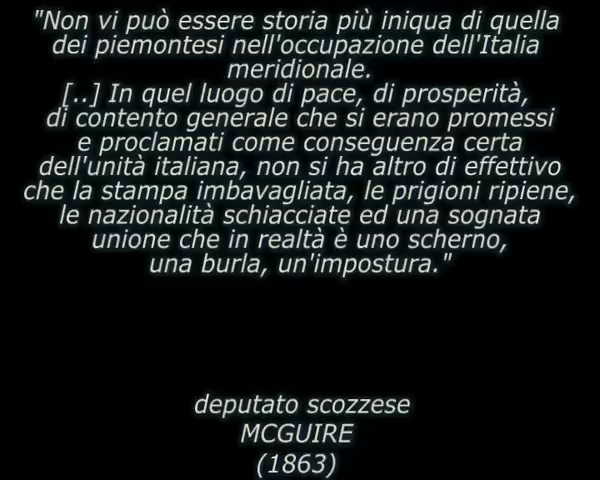 "Non vi può essere storia più iniqua di quella
dei piemontesi nell'occupazione dell'Italia
meridionale.
[..] In quel luogo di pace, di prosperità,
di contento generale che si erano promessi
e proclamati come conseguenza certa
dell'unità italiana, non si ha altro di effettivo
che la stampa imbavagliata, le prigioni ripiene,
le nazionalità schiacciate ed una sognata
unione che in realtà è uno scherno,
una burla, un'impostura."
deputato scozzese
MCGUIRE
(1863)